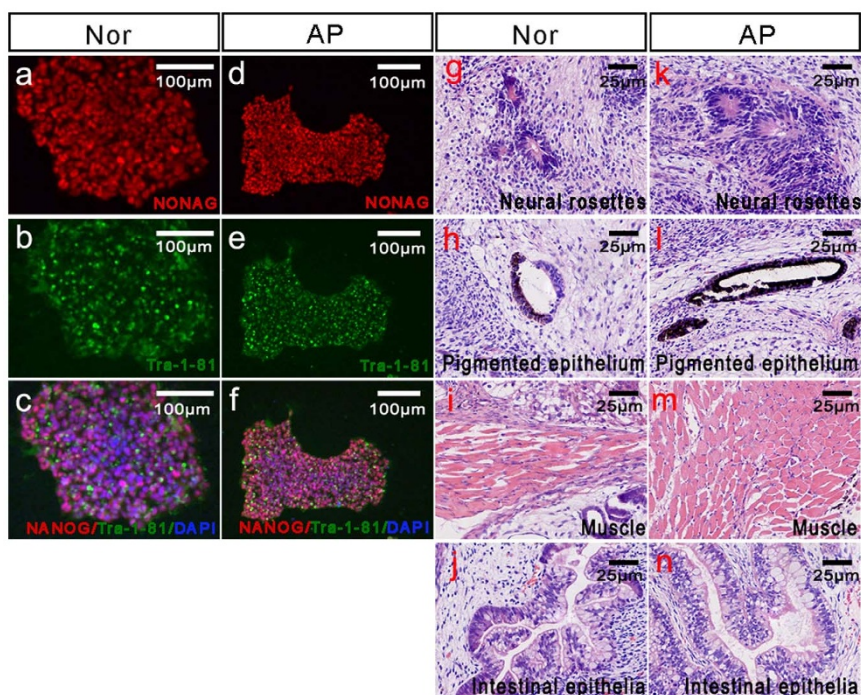 Nor AP Nor AP
a 100µm d 100µm g 25µm k 25µm
NONAG NONAG Neural rosettes Neural rosettes
b 100µm e 100µm h 25µm l 25µm
Tra-1-81 Tra-1-81 Pigmented epithelium Pigmented epithelium
c 100µm f 100µm i 25µm m 25µm
NANOG/Tra-1-81/DAPI NANOG/Tra-1-81/DAPI Muscle Muscle
j 25µm n 25µm
Intestinal epithelia Intestinal epithelia